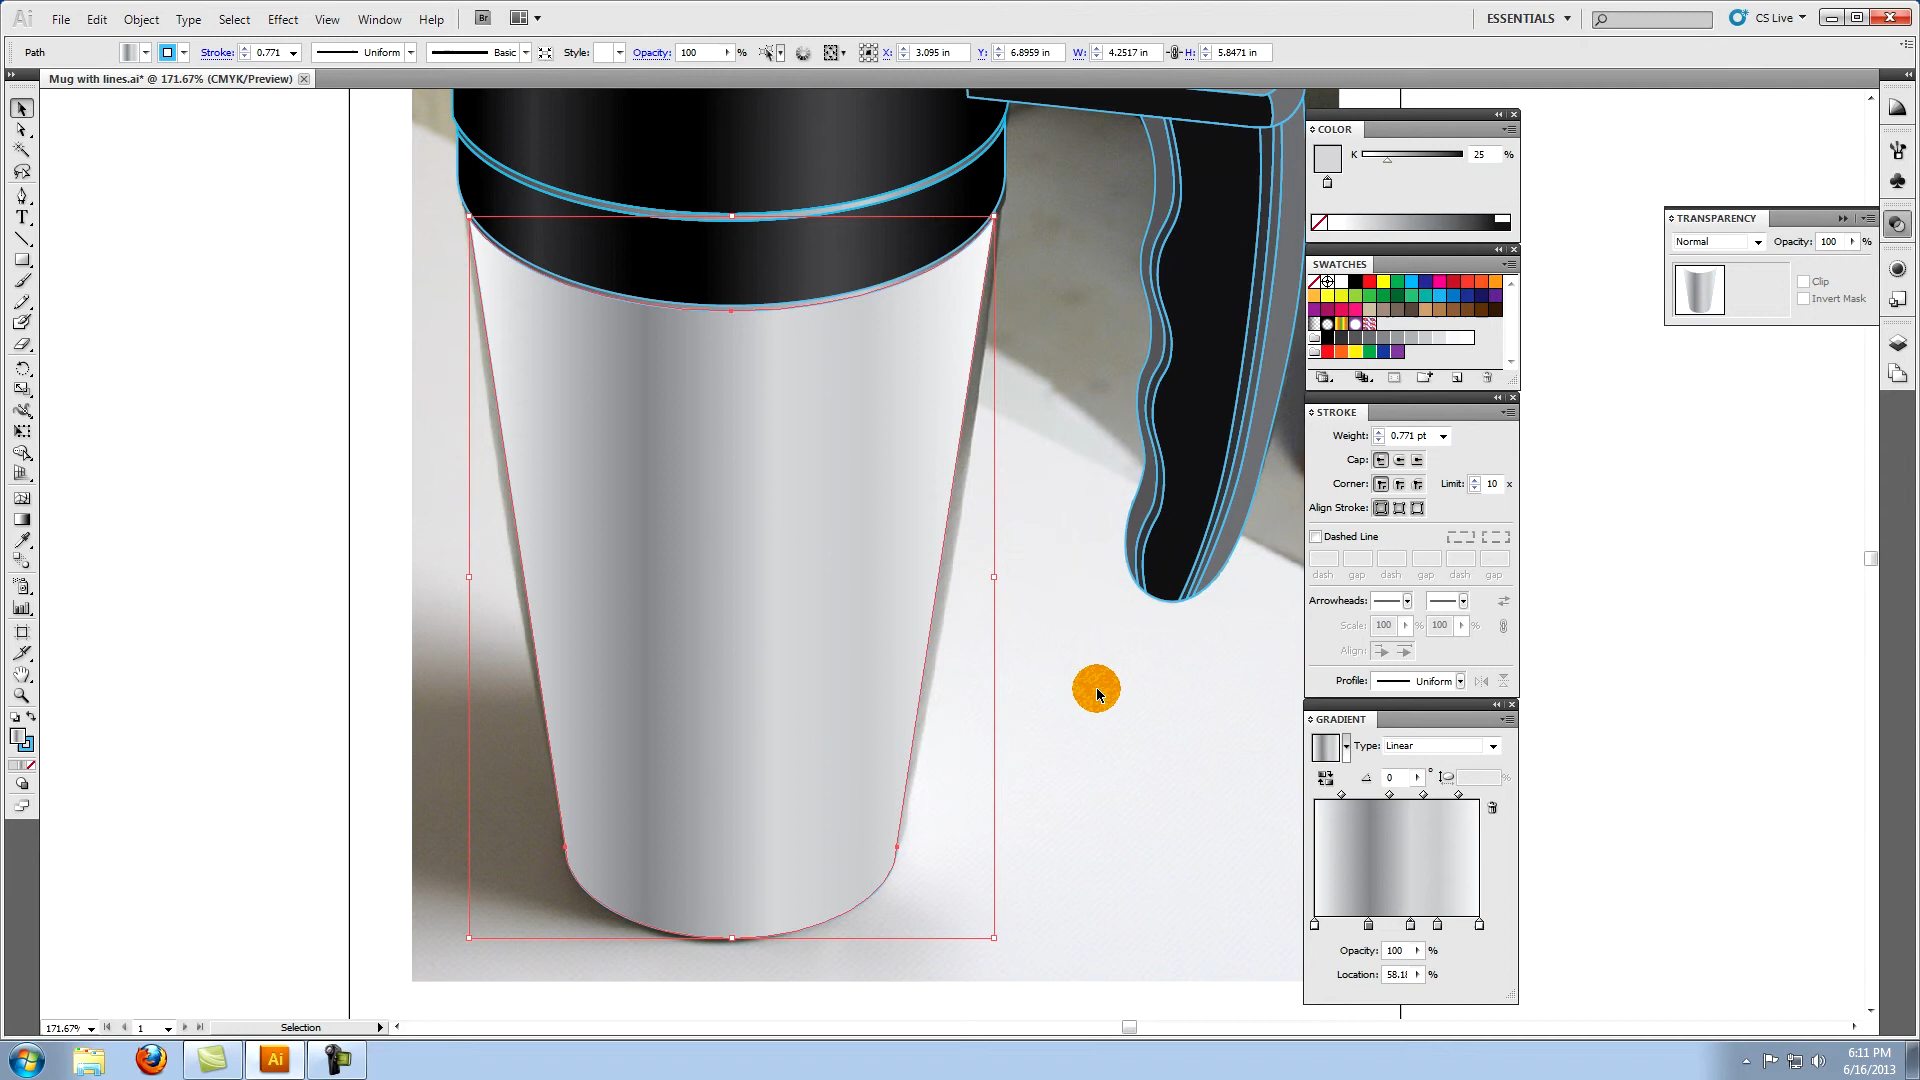 Ai File Edit Object Type Select Effect View Window Help Br ESSENTIALS CS Live
Path Stroke: 0.771 Uniform Basic Style: Opacity: 100 % X: 3.095 in Y: 6.8959 in W: 4.2517 in H: 5.8471 in
Mug with lines.ai* @ 171.67% (CMYK/Preview)
COLOR
K 25 %
SWATCHES
STROKE
Weight: 0.771 pt
Cap:
Corner: Limit: 10 x
Align Stroke:
Dashed Line
dash gap dash gap dash gap
Arrowheads:
Scale: 100 % 100 %
Align:
Profile: Uniform
GRADIENT
Type: Linear
0 ° %
Opacity: 100 %
Location: 58.18 %
TRANSPARENCY
Normal Opacity: 100 %
Clip
Invert Mask
171.67% 1 Selection
Ai
6:11 PM
6/16/2013